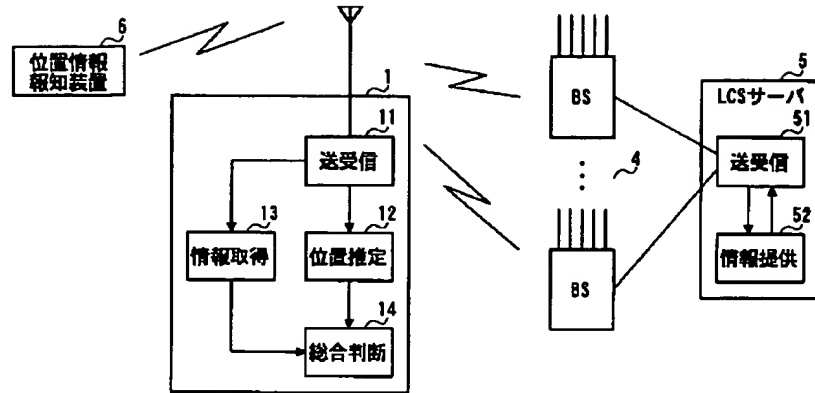 6
位置情報
報知装置
1
11
送受信
13
情報取得
12
位置推定
14
総合判断
BS
4
BS
5
LCSサーバ
51
送受信
52
情報提供